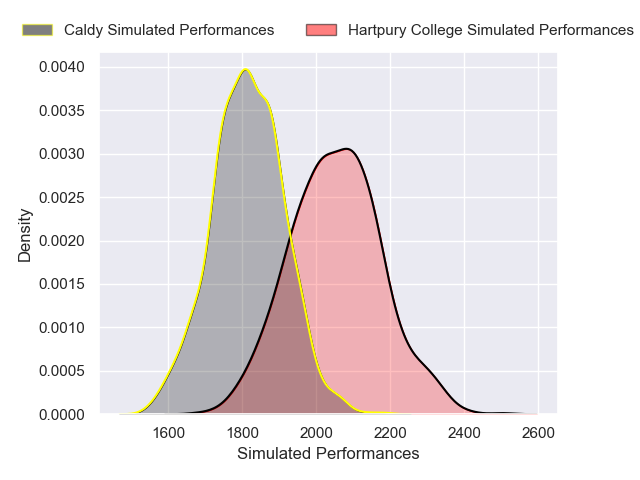 Caldy Simulated Performances
Hartpury College Simulated Performances
0.0040
0.0035
0.0030
0.0025
0.0020
0.0015
0.0010
0.0005
0.0000
Density
1600 1800 2000 2200 2400 2600
Simulated Performances